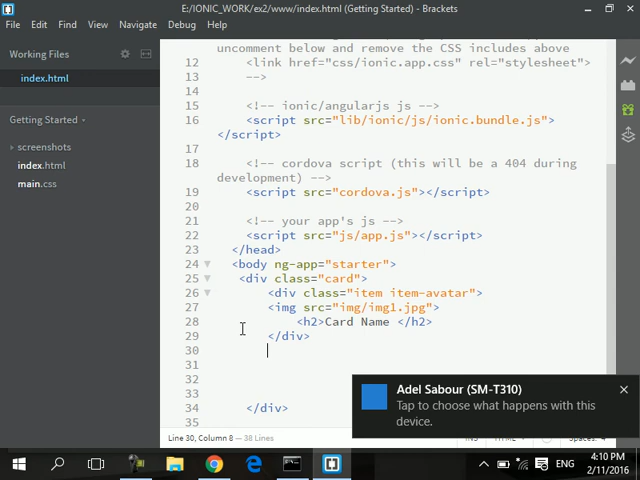 E:/IONIC_WORK/ex2/www/index.html (Getting Started) - Brackets
File Edit Find View Navigate Debug Help
Working Files
index.html
Getting Started
screenshots
index.html
main.css
uncomment below and remove the CSS includes above
12 <link href="css/ionic.app.css" rel="stylesheet">
13 -->
14
15 <!-- ionic/angularjs js -->
16 <script src="lib/ionic/js/ionic.bundle.js">
</script>
17
18 <!-- cordova script (this will be a 404 during
development) -->
19 <script src="cordova.js"></script>
20
21 <!-- your app's js -->
22 <script src="js/app.js"></script>
23 </head>
24 <body ng-app="starter">
25 <div class="card">
26 <div class="item item-avatar">
27 <img src="img/img1.jpg">
28 <h2>Card Name </h2>
29 </div>
30
31
32
33
34 </div>
35
Adel Sabour (SM-T310)
Tap to choose what happens with this
device.
Line 30, Column 8 — 38 Lines
INS HTML Spaces: 4
ENG
4:10 PM
2/11/2016